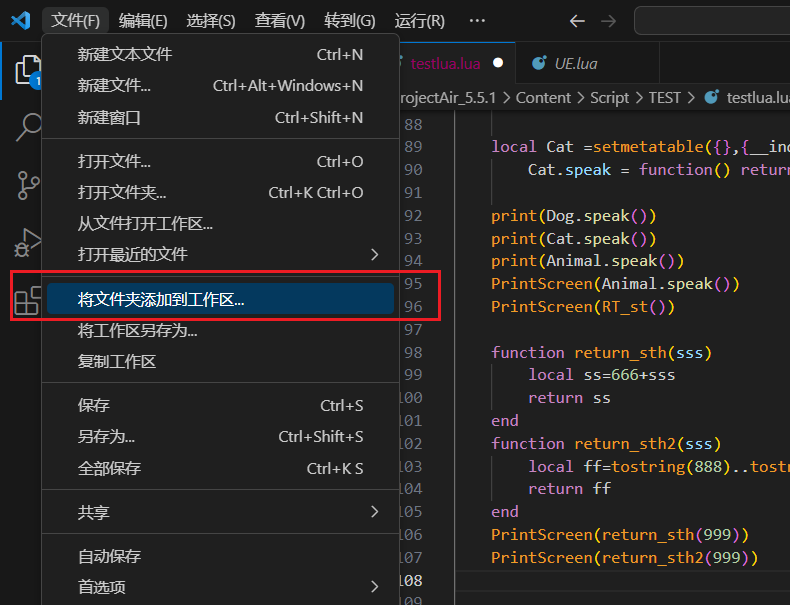 文件(F) 编辑(E) 选择(S) 查看(V) 转到(G) 运行(R) ···
新建文本文件 Ctrl+N
新建文件... Ctrl+Alt+Windows+N
新建窗口 Ctrl+Shift+N
打开文件... Ctrl+O
打开文件夹... Ctrl+K Ctrl+O
从文件打开工作区...
打开最近的文件
将文件夹添加到工作区...
将工作区另存为...
复制工作区
保存 Ctrl+S
另存为... Ctrl+Shift+S
全部保存 Ctrl+K S
共享
自动保存
首选项
1
testlua.lua UE.lua
rojectAir_5.5.1 > Content > Script > TEST > testlua.lu
88
89 local Cat =setmetatable({},{__ind
90 Cat.speak = function() return
91
92 print(Dog.speak())
93 print(Cat.speak())
94 print(Animal.speak())
95 PrintScreen(Animal.speak())
96 PrintScreen(RT_st())
97
98 function return_sth(sss)
99 local ss=666+sss
100 return ss
101 end
102 function return_sth2(sss)
103 local ff=tostring(888)..tostr
104 return ff
105 end
106 PrintScreen(return_sth(999))
107 PrintScreen(return_sth2(999))
108
109